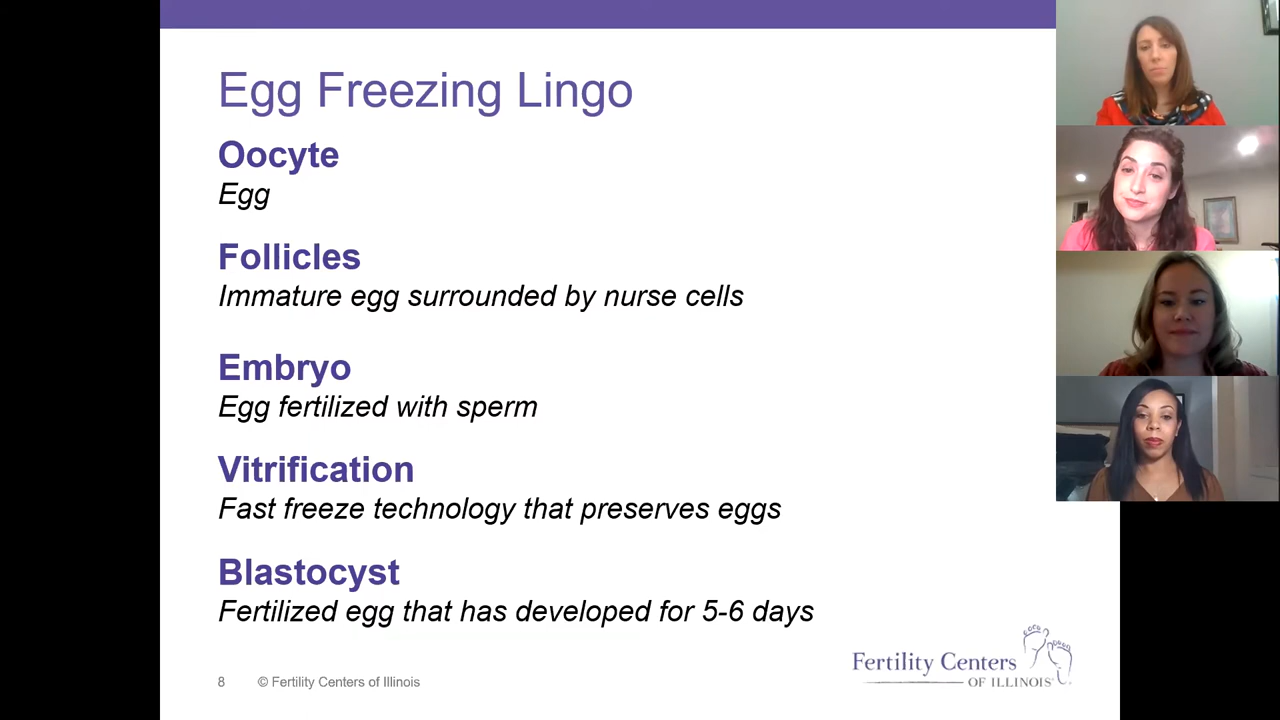 Egg Freezing Lingo
Oocyte
Egg
Follicles
Immature egg surrounded by nurse cells
Embryo
Egg fertilized with sperm
Vitrification
Fast freeze technology that preserves eggs
Blastocyst
Fertilized egg that has developed for 5-6 days
Fertility Centers
OF ILLINOIS
8 © Fertility Centers of Illinois